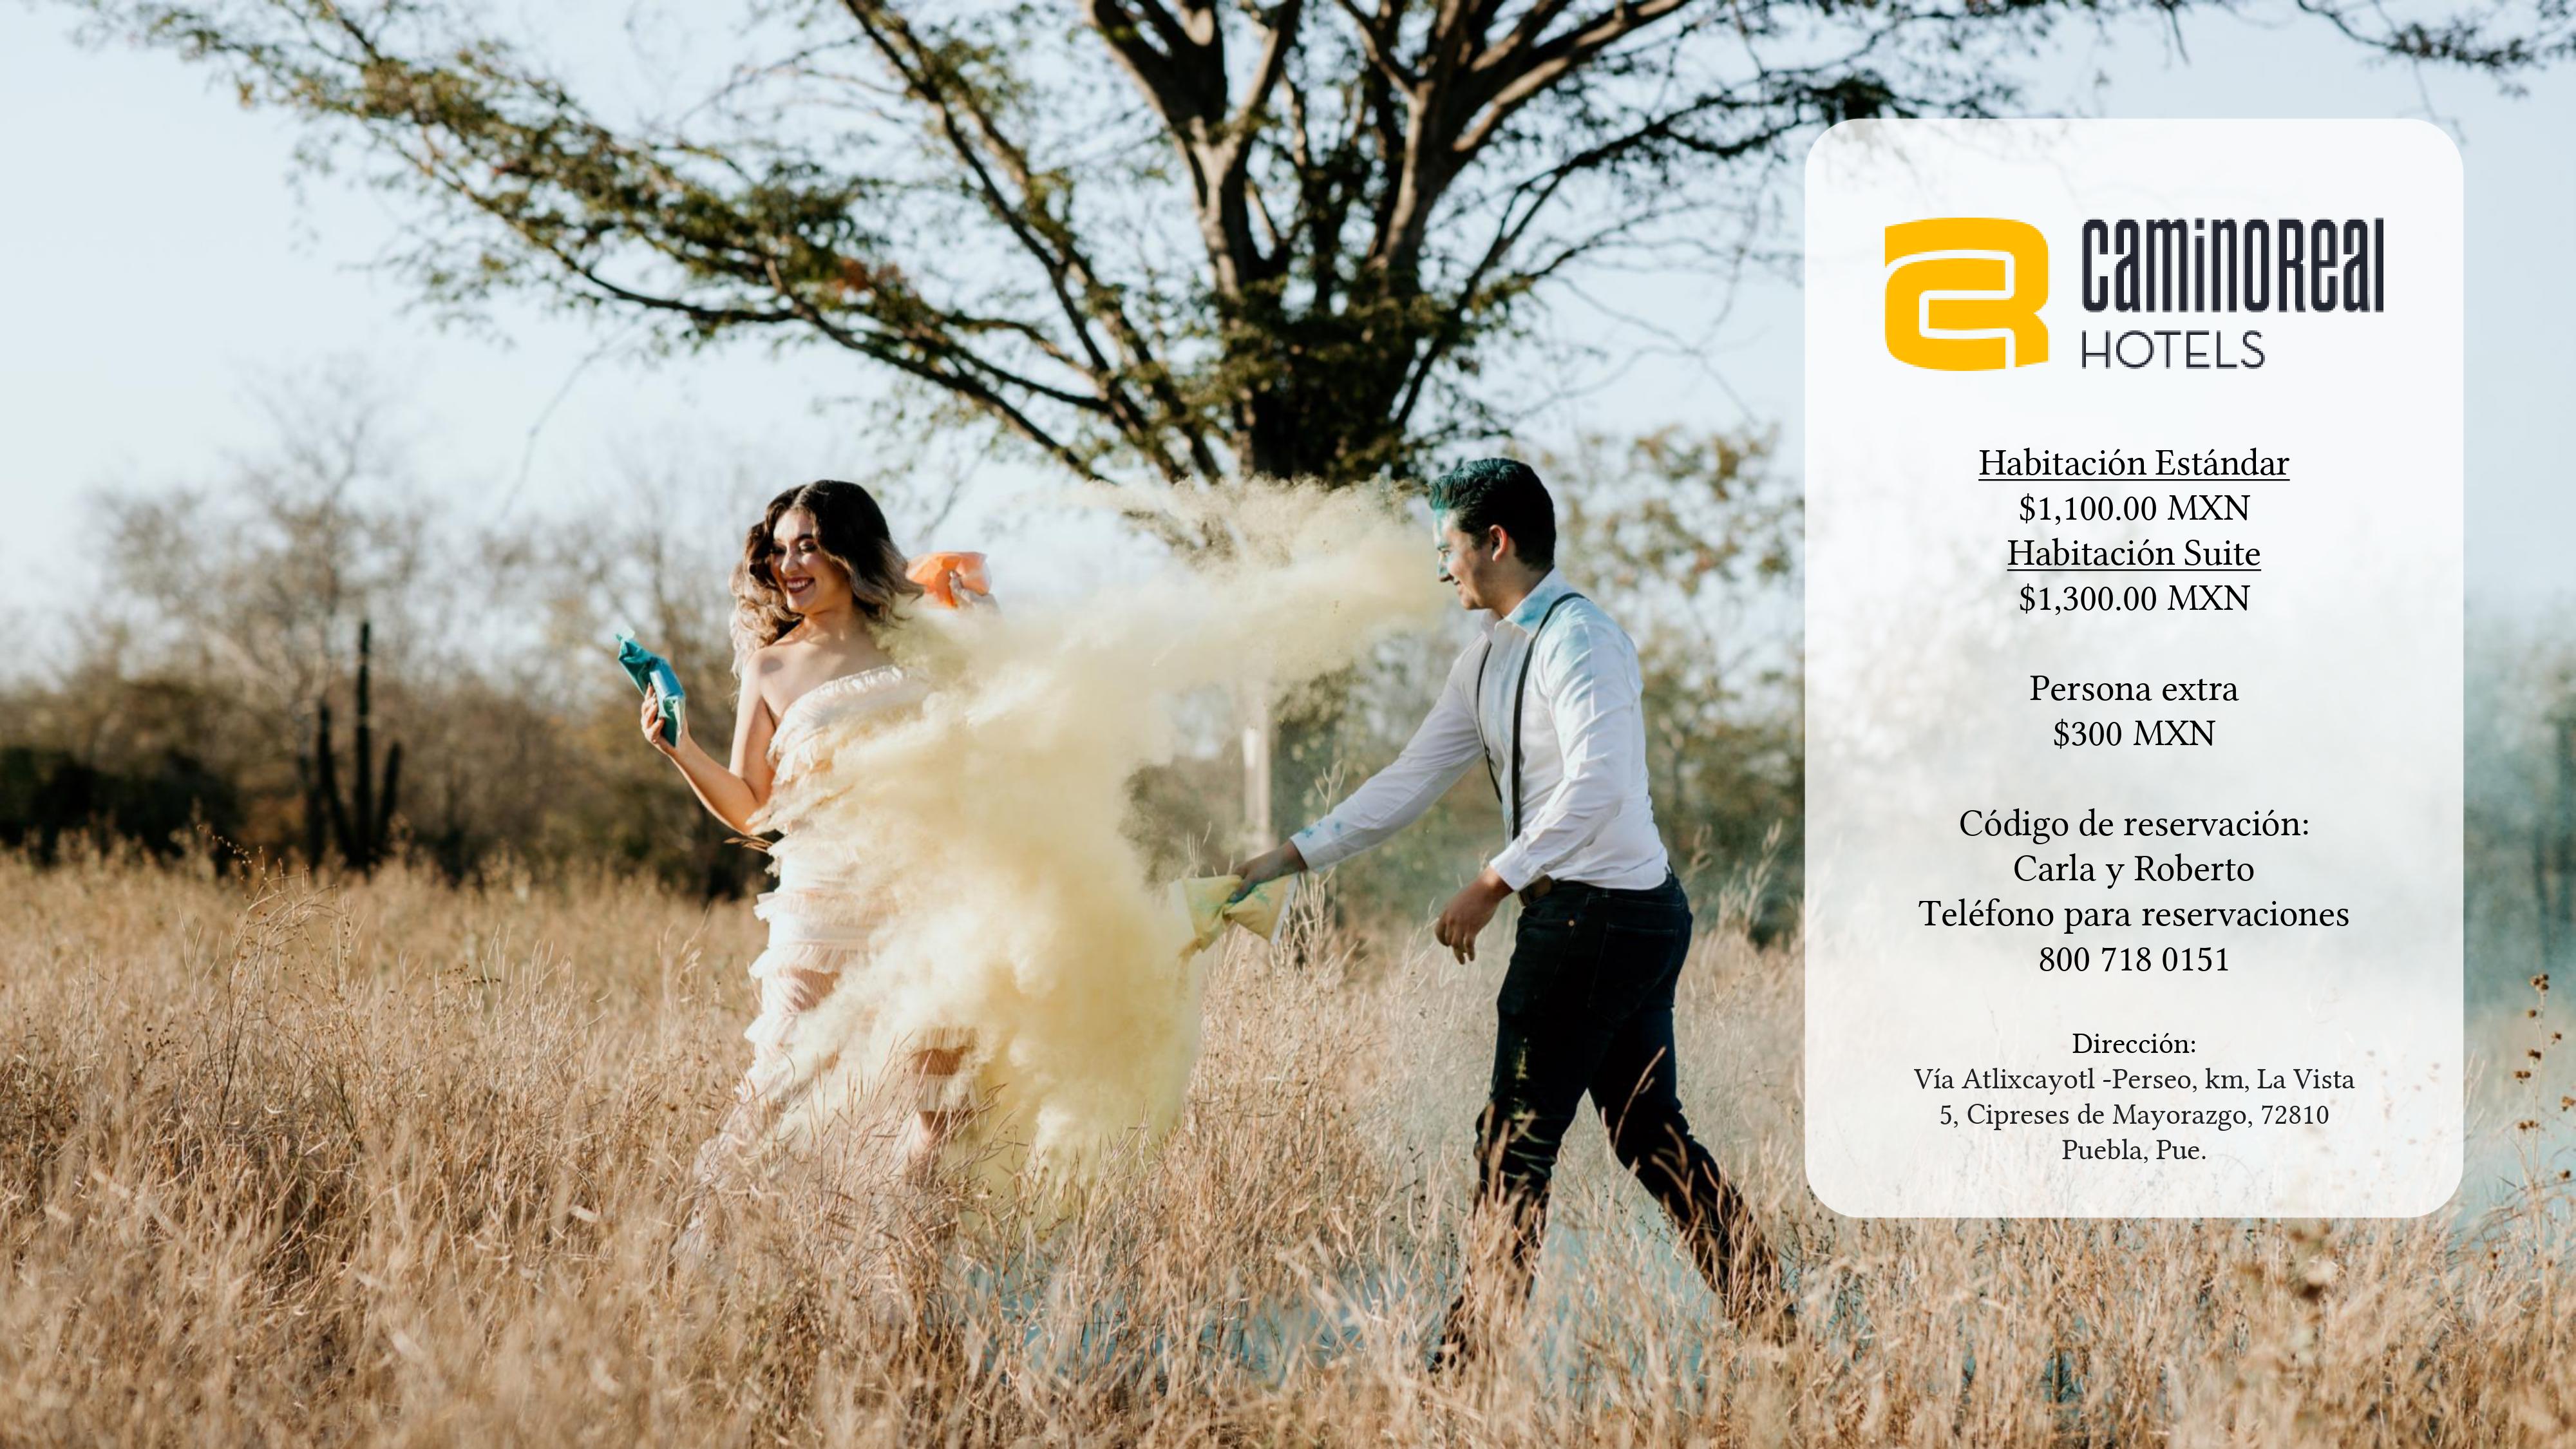 caminoReal
HOTELS
Habitación Estándar
$1,100.00 MXN
Habitación Suite
$1,300.00 MXN
Persona extra
$300 MXN
Código de reservación:
Carla y Roberto
Teléfono para reservaciones
800 718 0151
Dirección:
Vía Atlixcayotl -Perseo, km, La Vista
5, Cipreses de Mayorazgo, 72810
Puebla, Pue.